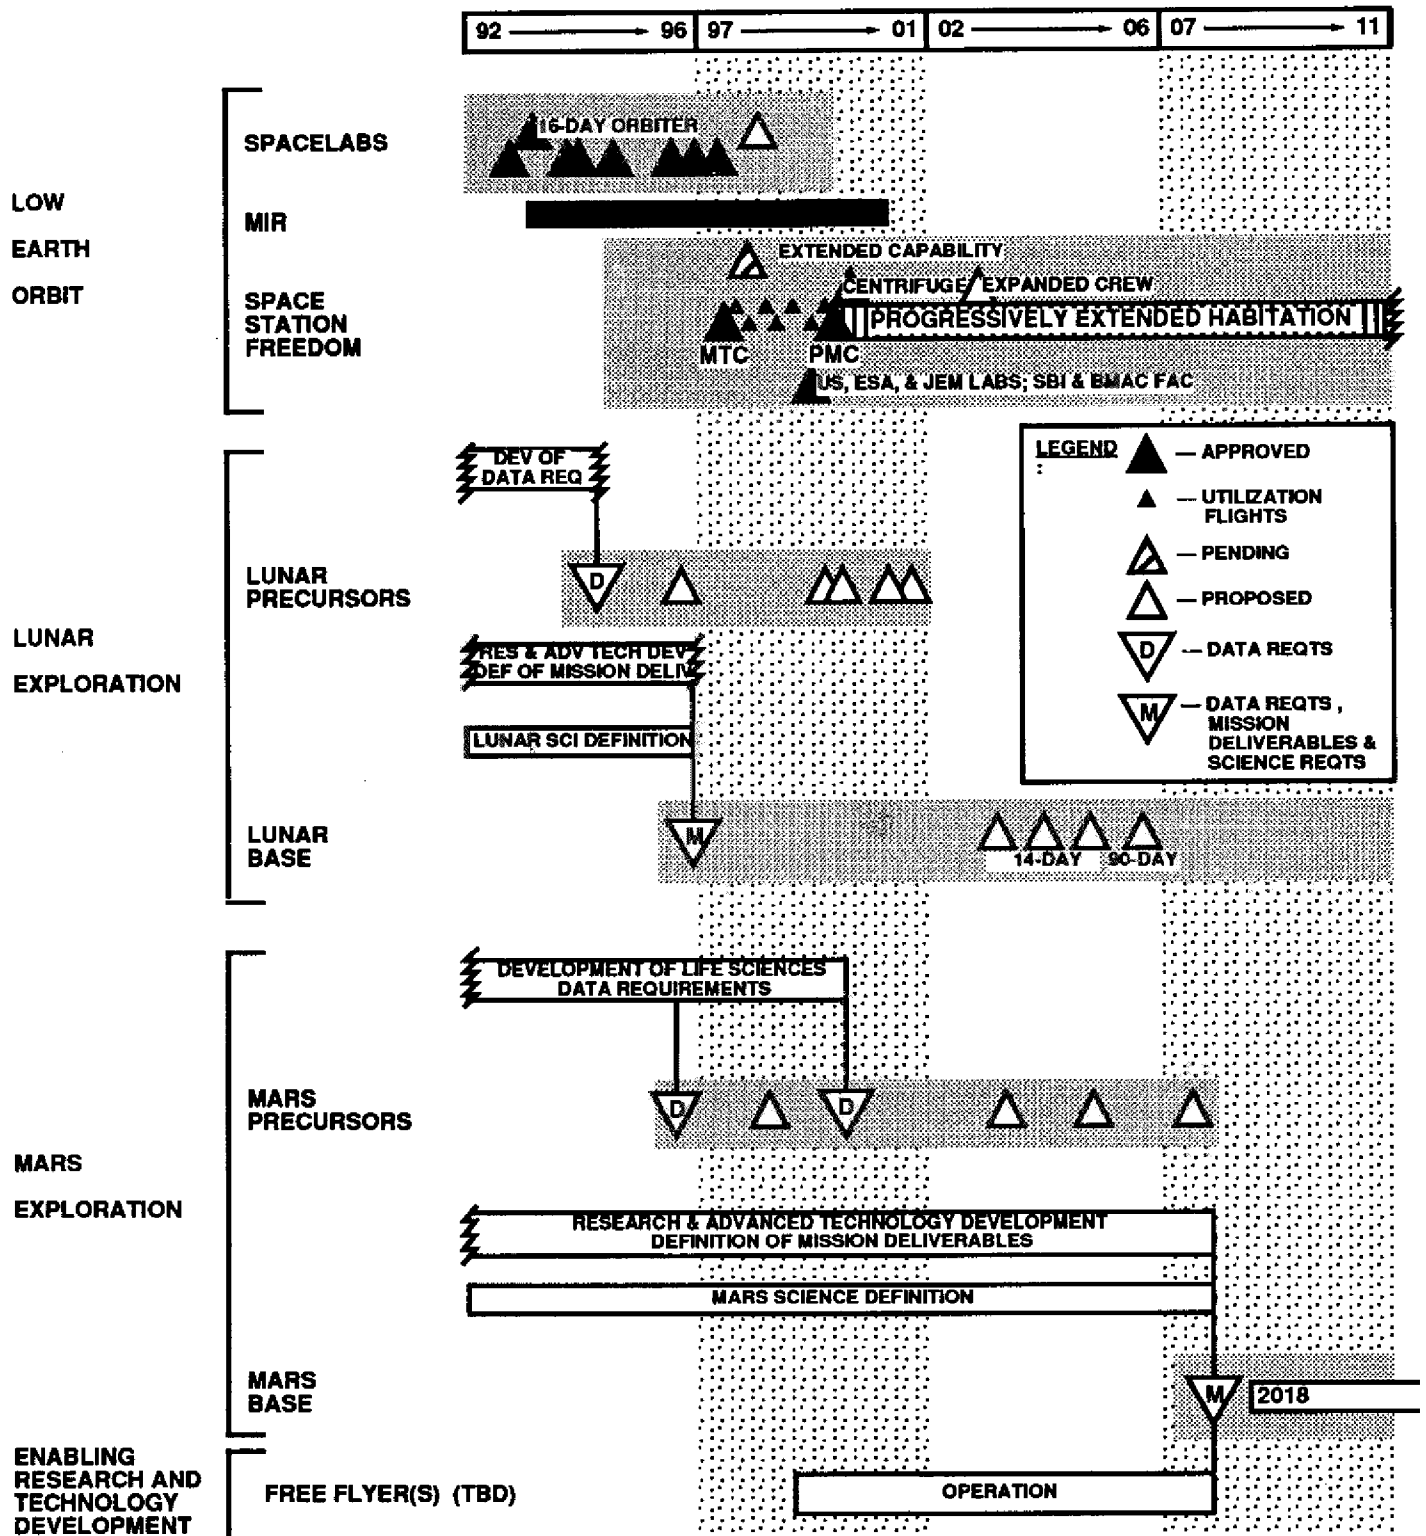 92 96 97 01 02 06 07 11
LOW
EARTH
ORBIT
SPACELABS
16-DAY ORBITER
MIR
SPACE
STATION
FREEDOM
EXTENDED CAPABILITY
CENTRIFUGE EXPANDED CREW
PROGRESSIVELY EXTENDED HABITATION
MTC PMC
US, ESA, & JEM LABS; SBI & BMAC FAC
LEGEND
:
— APPROVED
— UTILIZATION
FLIGHTS
— PENDING
— PROPOSED
D — DATA REQTS
M — DATA REQTS ,
MISSION
DELIVERABLES &
SCIENCE REQTS
LUNAR
EXPLORATION
DEV OF
DATA REQ
LUNAR
PRECURSORS
D
RES & ADV TECH DEV
DEF OF MISSION DELIV
LUNAR SCI DEFINITION
LUNAR
BASE
M
14-DAY 90-DAY
MARS
EXPLORATION
DEVELOPMENT OF LIFE SCIENCES
DATA REQUIREMENTS
MARS
PRECURSORS
D D
RESEARCH & ADVANCED TECHNOLOGY DEVELOPMENT
DEFINITION OF MISSION DELIVERABLES
MARS SCIENCE DEFINITION
MARS
BASE
M 2018
ENABLING
RESEARCH AND
TECHNOLOGY
DEVELOPMENT
FREE FLYER(S) (TBD)
OPERATION